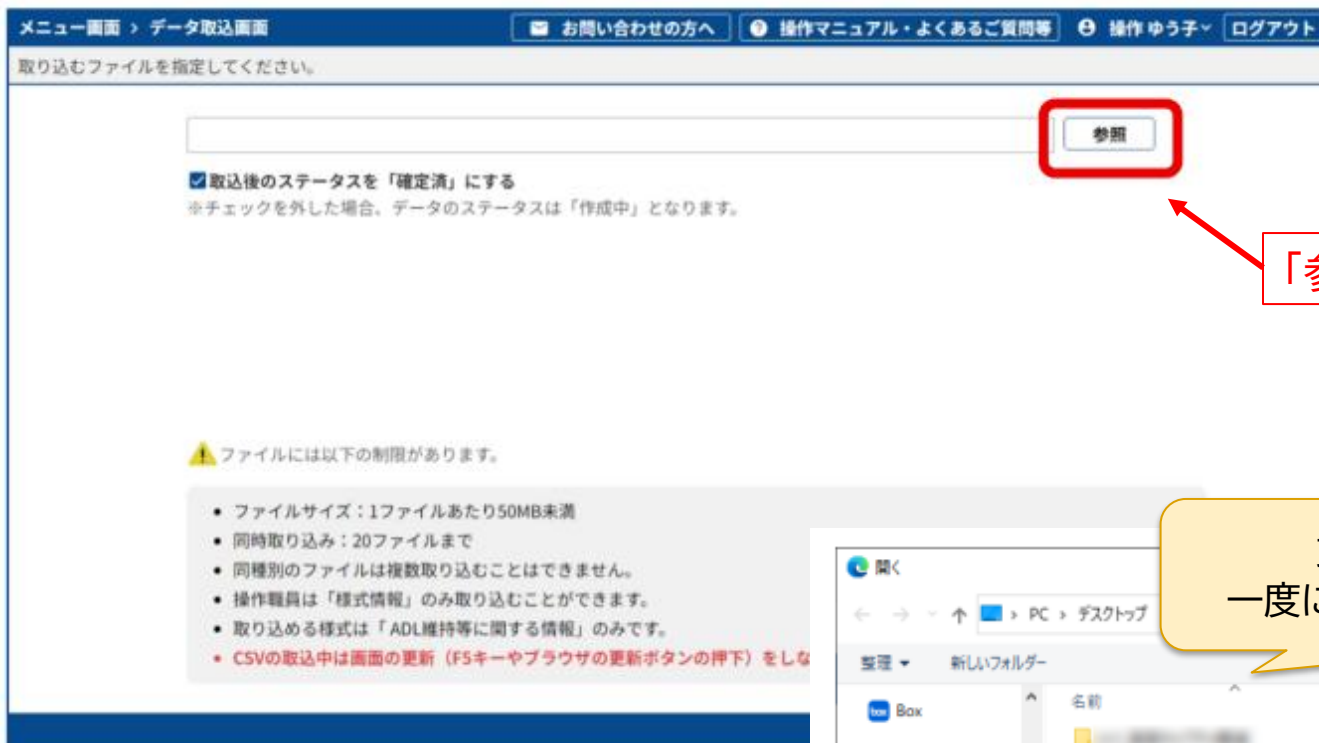 メニュー画面 › データ取込画面 お問い合わせの方へ 操作マニュアル・よくあるご質問等 操作 ゆう子 ログアウト
取り込むファイルを指定してください。
参照
取込後のステータスを「確定済」にする
※チェックを外した場合、データのステータスは「作成中」となります。
「参
ファイルには以下の制限があります。
• ファイルサイズ：1ファイルあたり50MB未満
• 同時取り込み：20ファイルまで
• 同種別のファイルは複数取り込むことはできません。
• 操作職員は「様式情報」のみ取り込むことができます。
• 取り込める様式は「ADL維持等に関する情報」のみです。
• CSVの取込中は画面の更新（F5キーやブラウザの更新ボタンの押下）をしな
一度に
開く
› PC › デスクトップ
整理 新しいフォルダー
名前
box Box